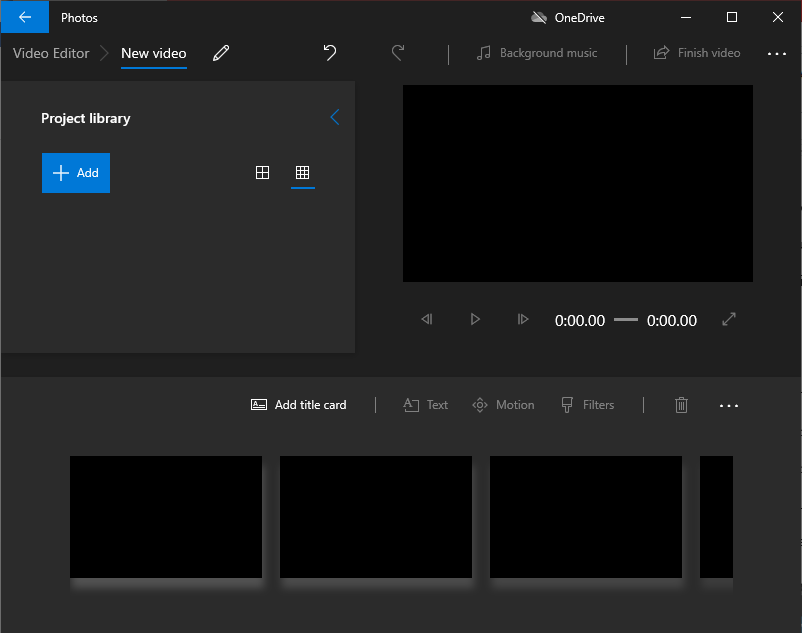 Photos
OneDrive
Video Editor
New video
Background music
Finish video
Project library
Add
0:00.00
0:00.00
Add title card
Text
Motion
Filters